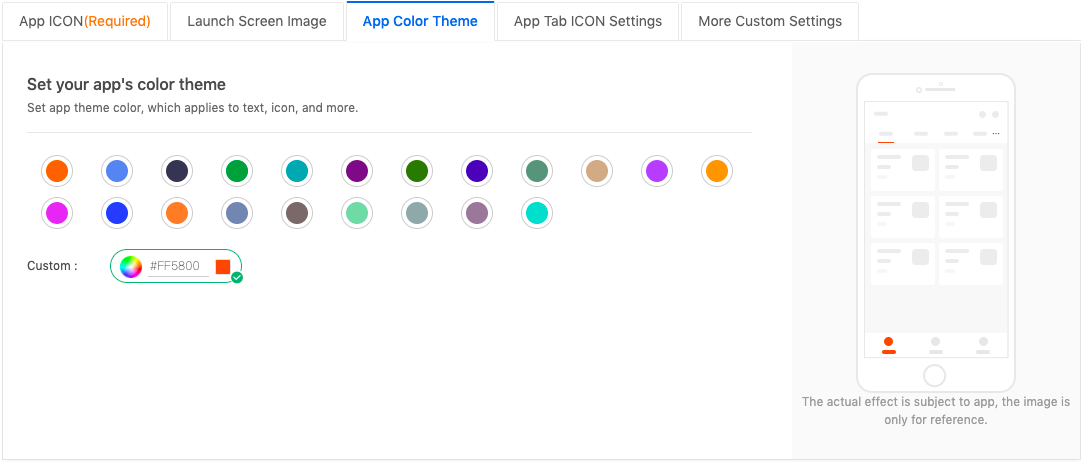 App ICON(Required) Launch Screen Image App Color Theme App Tab ICON Settings More Custom Settings
Set your app's color theme
Set app theme color, which applies to text, icon, and more.
Custom : #FF5800
The actual effect is subject to app, the image is
only for reference.